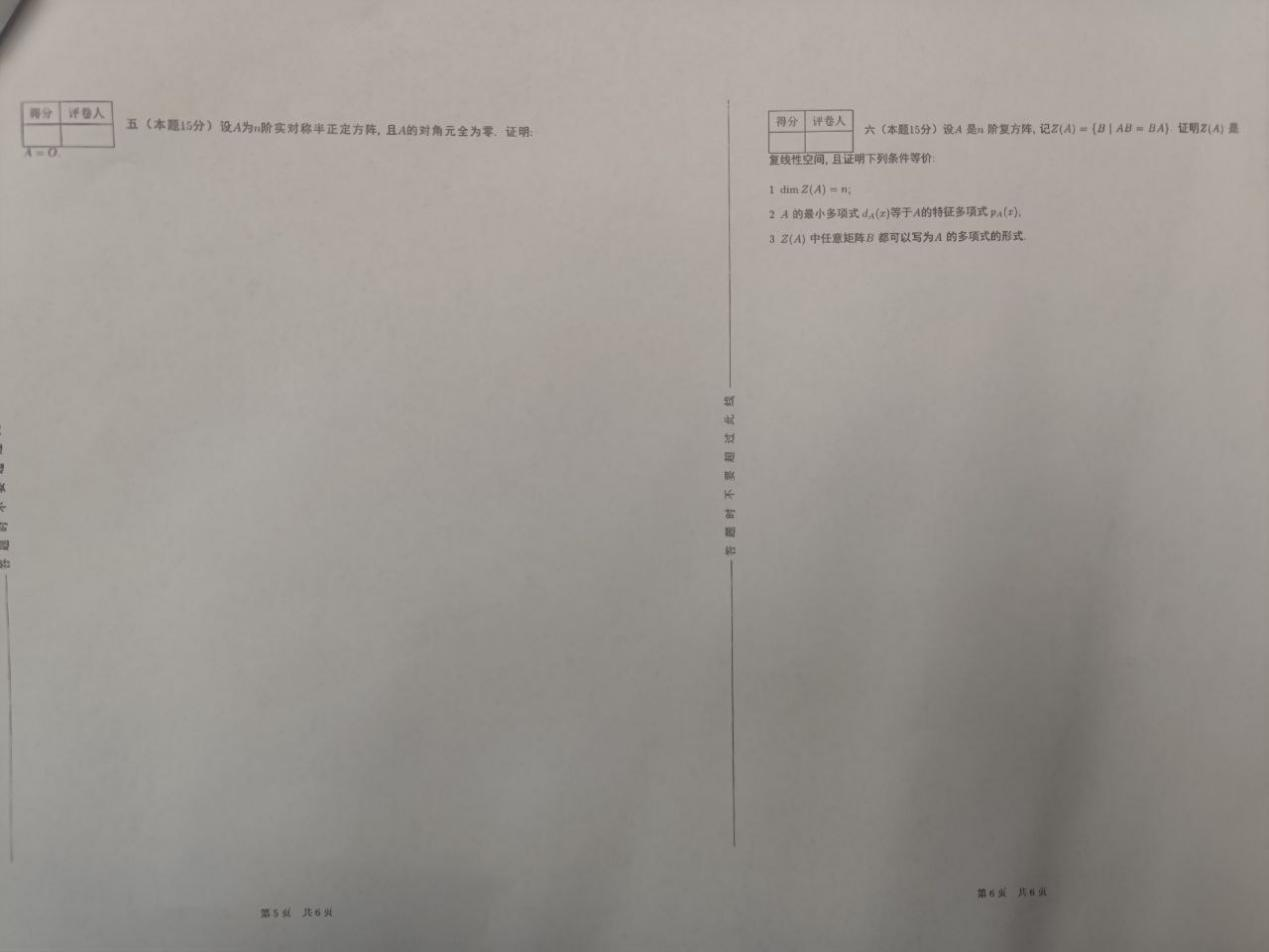 得分 评卷人
五（本题15分）设A为n阶实对称半正定方阵, 且A的对角元全为零. 证明:
A = O.
第 5 页 共 6 页
答 题 时 不 要 超 过 此 线
得分 评卷人
六（本题15分）设A 是n 阶复方阵, 记Z(A) = {B | AB = BA}. 证明Z(A) 是
复线性空间, 且证明下列条件等价:
1 dim Z(A) = n;
2 A 的最小多项式 d_A(x)等于A的特征多项式 p_A(x);
3 Z(A) 中任意矩阵B 都可以写为A 的多项式的形式.
第 6 页 共 6 页